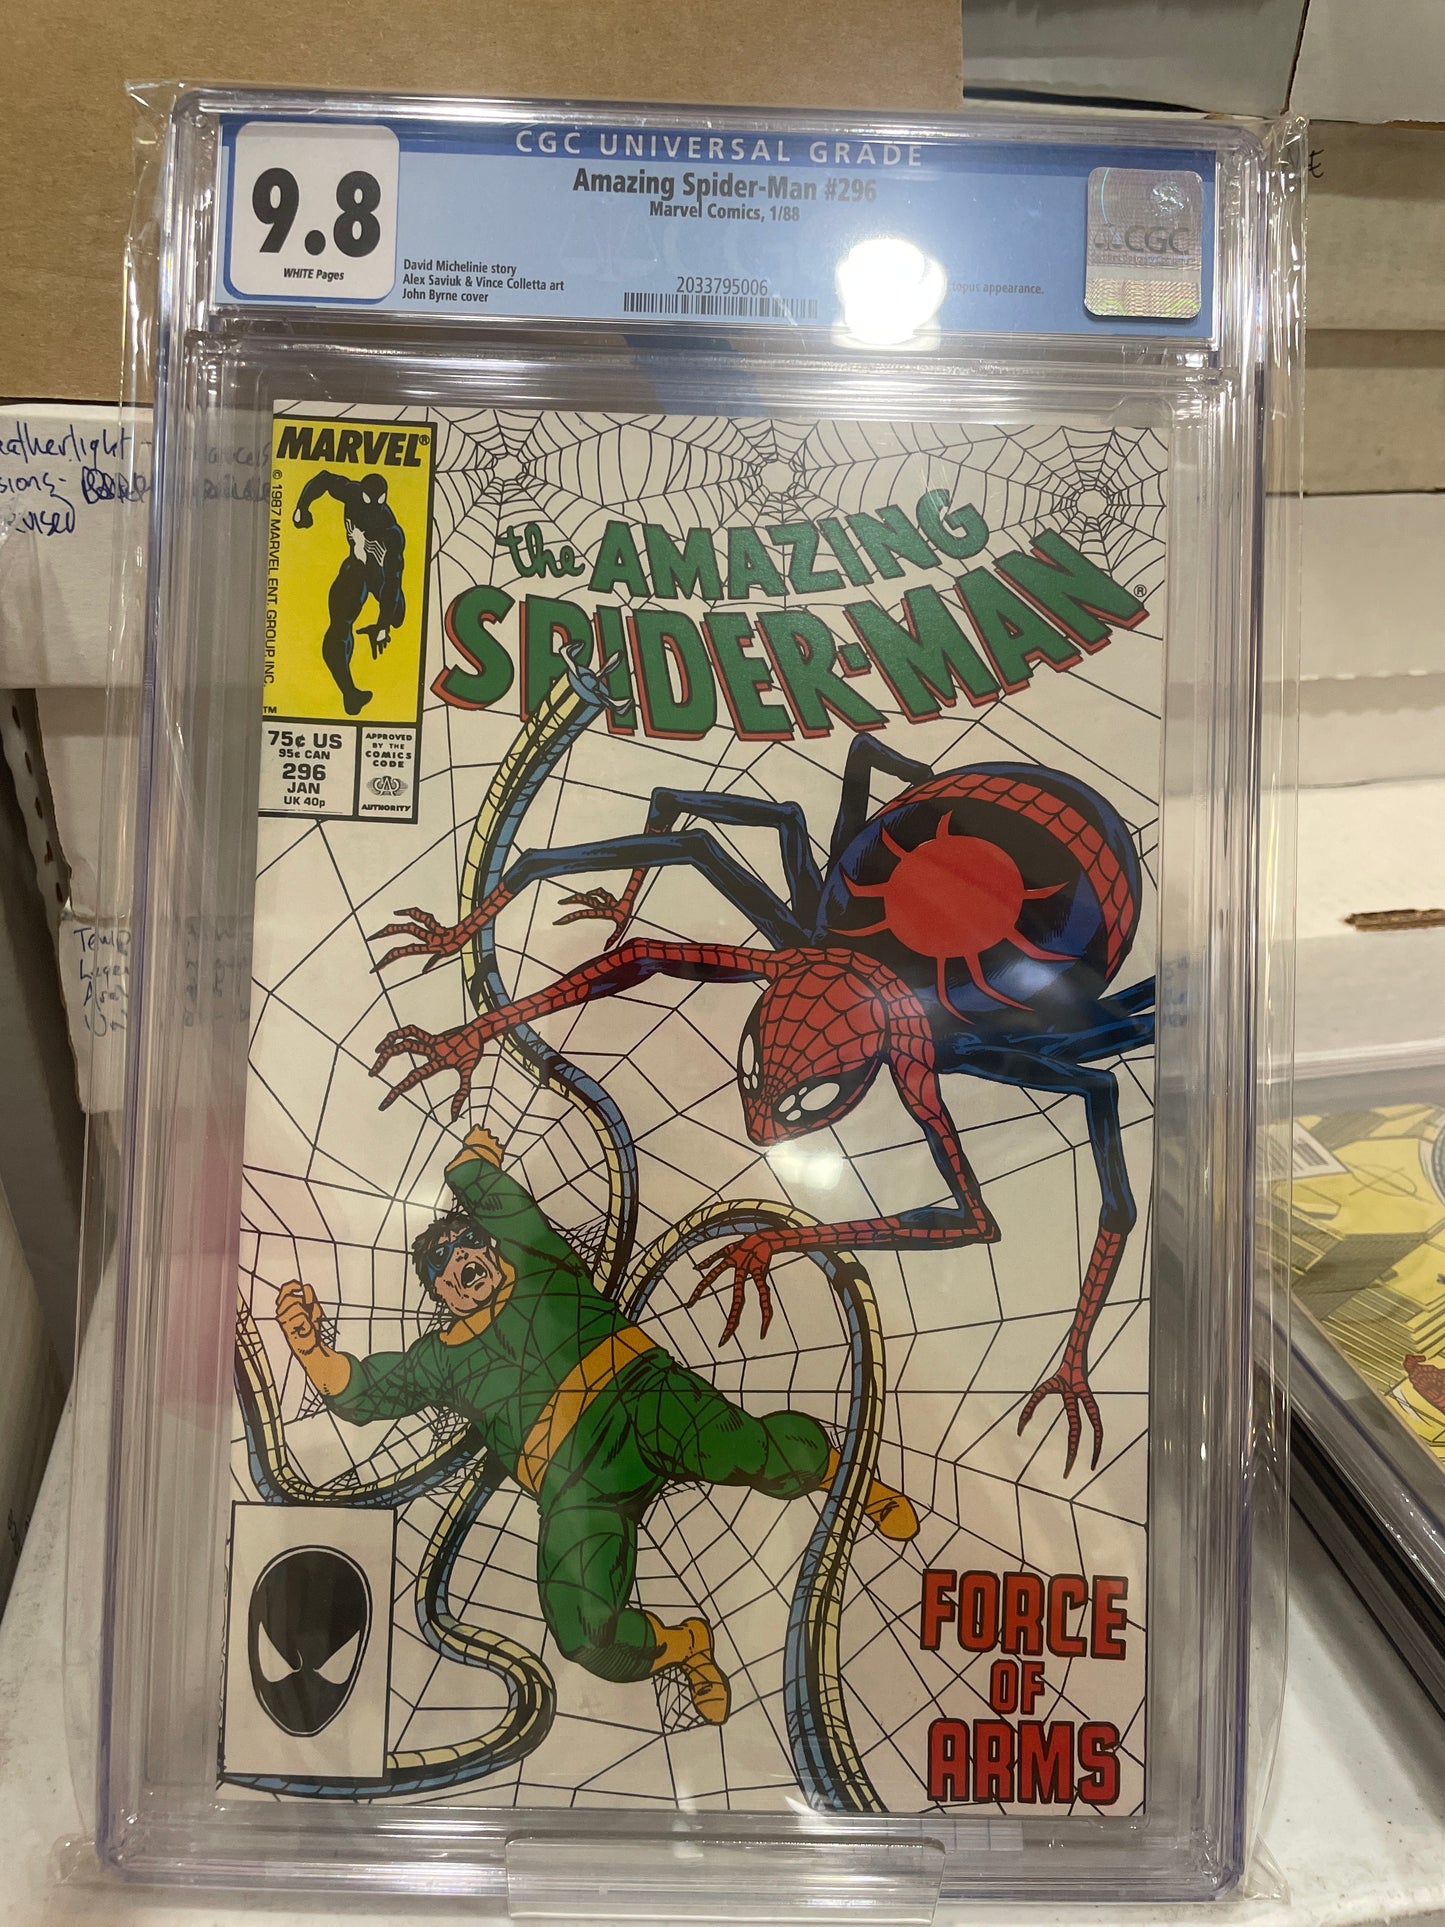 CGC UNIVERSAL GRADE
9.8
WHITE Pages
Amazing Spider-Man #296
Marvel Comics, 1/88
David Michelinie story
Alex Saviuk & Vince Colletta art
John Byrne cover
2033795006
topus appearance.
CGC
MARVEL®
© 1987 MARVEL ENT. GROUP, INC.
TM
the AMAZING
SPIDER-MAN®
75¢ US
95¢ CAN
296
JAN
UK 40p
APPROVED
BY THE
COMICS
CODE
AUTHORITY
FORCE
OF
ARMS